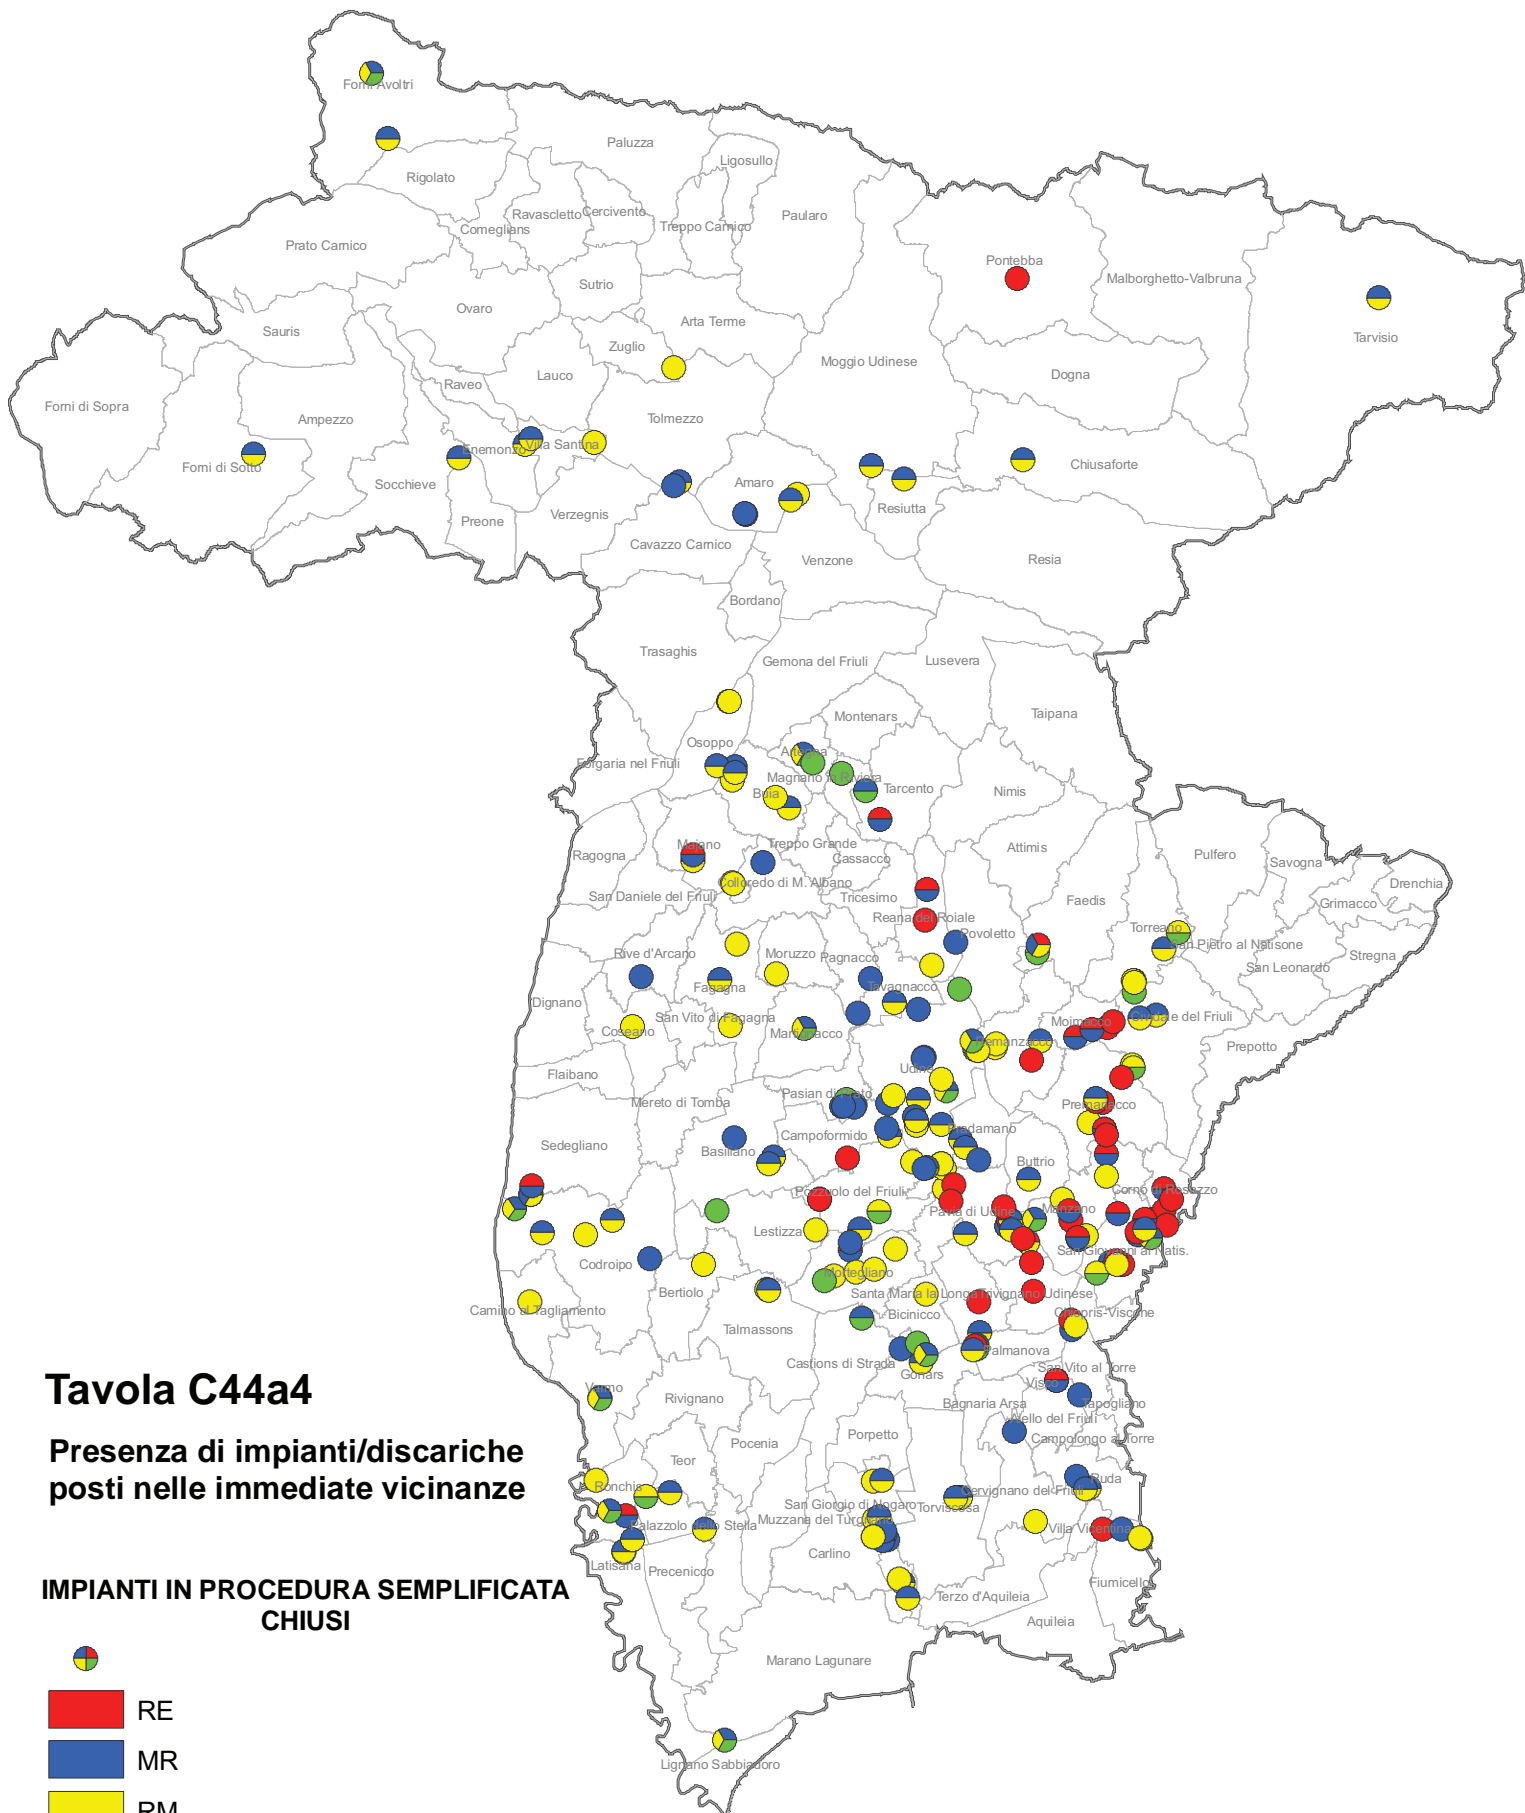 Forni Avoltri
Paluzza
Ligosullo
Rigolato
Ravascletto
Cercivento
Treppo Carnico
Paularo
Comeglians
Prato Carnico
Pontebba
Malborghetto-Valbruna
Sutrio
Ovaro
Arta Terme
Sauris
Tarvisio
Zuglio
Moggio Udinese
Lauco
Dogna
Raveo
Forni di Sopra
Ampezzo
Tolmezzo
Enemonzo
Villa Santina
Forni di Sotto
Chiusaforte
Socchieve
Amaro
Resiutta
Preone
Verzegnis
Cavazzo Carnico
Venzone
Resia
Bordano
Trasaghis
Gemona del Friuli
Lusevera
Taipana
Montenars
Osoppo
Artegna
Forgaria nel Friuli
Magnano in Riviera
Tarcento
Nimis
Buia
Majano
Treppo Grande
Attimis
Ragogna
Cassacco
Pulfero
Savogna
Drenchia
Colloredo di M. Albano
San Daniele del Friuli
Tricesimo
Faedis
Grimacco
Reana del Roiale
Torreano
Povoletto
San Pietro al Natisone
Rive d'Arcano
Moruzzo
Pagnacco
Stregna
San Leonardo
Fagagna
Tavagnacco
Dignano
San Vito di Fagagna
Cividale del Friuli
Coseano
Martignacco
Moimacco
Remanzacco
Prepotto
Flaibano
Udine
Mereto di Tomba
Pasian di Prato
Premariacco
Sedegliano
Campoformido
Pradamano
Basiliano
Buttrio
Corno di Rosazzo
Pozzuolo del Friuli
Pavia di Udine
Manzano
Lestizza
San Giovanni al Natis.
Codroipo
Mortegliano
Bertiolo
Santa Maria la Longa
Trivignano Udinese
Camino al Tagliamento
Bicinicco
Chiopris-Viscone
Talmassons
Castions di Strada
Palmanova
Gonars
San Vito al Torre
Visco
Tavola C44a4
Varmo
Rivignano
Bagnaria Arsa
Tapogliano
Aiello del Friuli
Porpetto
Campolongo al Torre
Presenza di impianti/discariche
posti nelle immediate vicinanze
Pocenia
Teor
Ronchis
Ruda
Cervignano del Friuli
San Giorgio di Nogaro
Torviscosa
Muzzana del Turgnano
Palazzolo dello Stella
Villa Vicentina
Carlino
Latisana
Precenicco
Fiumicello
IMPIANTI IN PROCEDURA SEMPLIFICATA
CHIUSI
Terzo d'Aquileia
Aquileia
Marano Lagunare
RE
MR
Lignano Sabbiadoro
RM